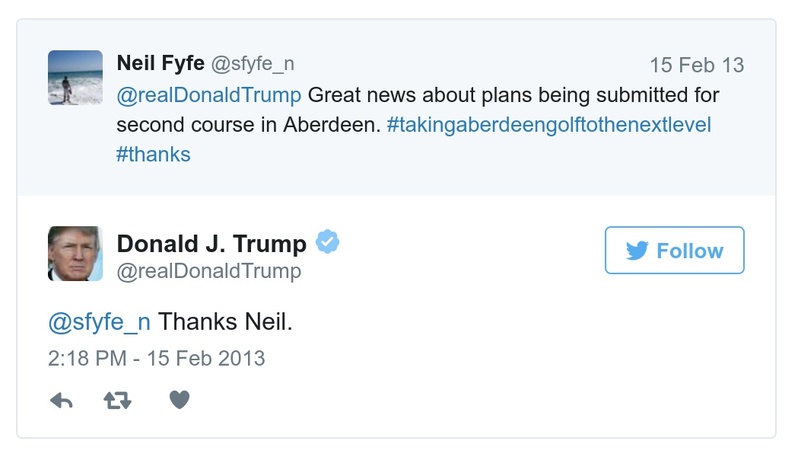 Neil Fyfe @sfyfe_n 15 Feb 13
@realDonaldTrump Great news about plans being submitted for
second course in Aberdeen. #takingaberdeengolftothenextlevel
#thanks
Donald J. Trump
@realDonaldTrump
Follow
@sfyfe_n Thanks Neil.
2:18 PM - 15 Feb 2013